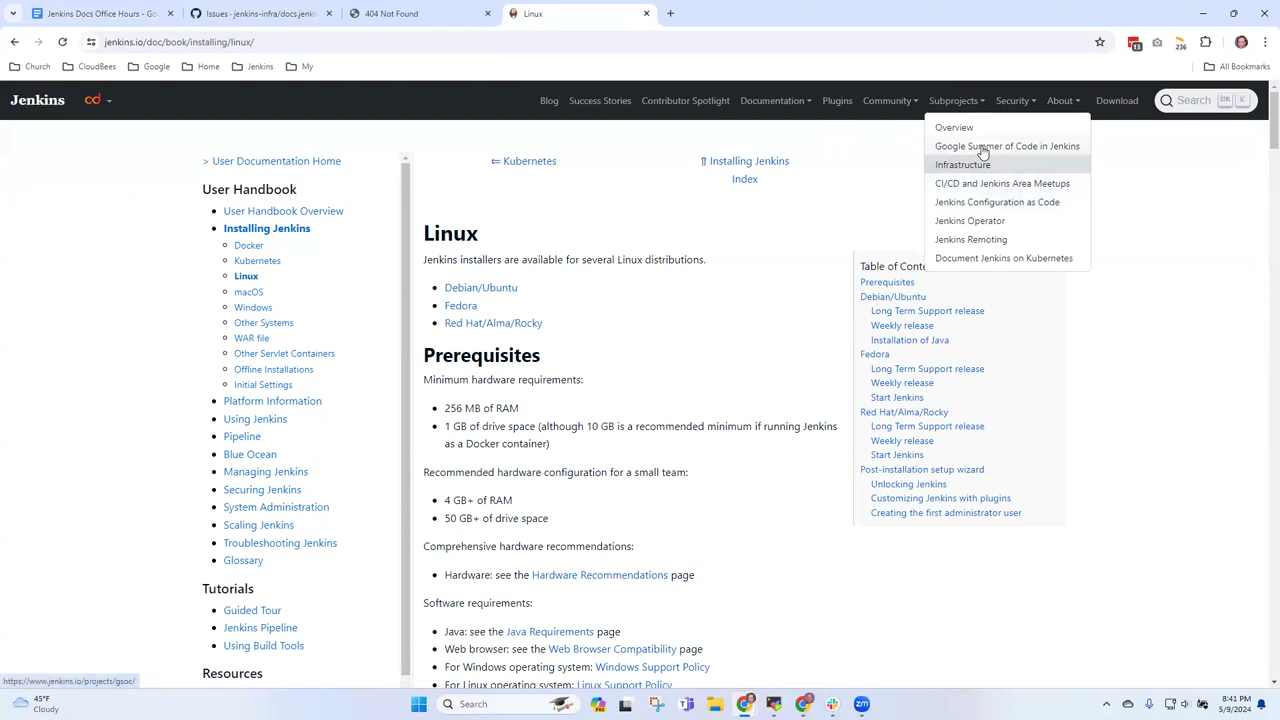 Jenkins Docs Office Hours - Go
Issues · jenkins-infra/docs.jenkin
404 Not Found
Linux
jenkins.io/doc/book/installing/linux/
13
236
Church
CloudBees
Google
Home
Jenkins
My
All Bookmarks
Jenkins
cd
Blog
Success Stories
Contributor Spotlight
Documentation
Plugins
Community
Subprojects
Security
About
Download
Search
K
Overview
Google Summer of Code in Jenkins
Infrastructure
CI/CD and Jenkins Area Meetups
Jenkins Configuration as Code
Jenkins Operator
Jenkins Remoting
Document Jenkins on Kubernetes
> User Documentation Home
User Handbook
User Handbook Overview
Installing Jenkins
Docker
Kubernetes
Linux
macOS
Windows
Other Systems
WAR file
Other Servlet Containers
Offline Installations
Initial Settings
Platform Information
Using Jenkins
Pipeline
Blue Ocean
Managing Jenkins
Securing Jenkins
System Administration
Scaling Jenkins
Troubleshooting Jenkins
Glossary
Tutorials
Guided Tour
Jenkins Pipeline
Using Build Tools
Resources
⇐ Kubernetes
⇑ Installing Jenkins
Index
Linux
Jenkins installers are available for several Linux distributions.
Debian/Ubuntu
Fedora
Red Hat/Alma/Rocky
Prerequisites
Minimum hardware requirements:
256 MB of RAM
1 GB of drive space (although 10 GB is a recommended minimum if running Jenkins
as a Docker container)
Recommended hardware configuration for a small team:
4 GB+ of RAM
50 GB+ of drive space
Comprehensive hardware recommendations:
Hardware: see the Hardware Recommendations page
Software requirements:
Java: see the Java Requirements page
Web browser: see the Web Browser Compatibility page
For Windows operating system: Windows Support Policy
For Linux operating system: Linux Support Policy
Table of Conte
Prerequisites
Debian/Ubuntu
Long Term Support release
Weekly release
Installation of Java
Fedora
Long Term Support release
Weekly release
Start Jenkins
Red Hat/Alma/Rocky
Long Term Support release
Weekly release
Start Jenkins
Post-installation setup wizard
Unlocking Jenkins
Customizing Jenkins with plugins
Creating the first administrator user
https://www.jenkins.io/projects/gsoc/
45°F
Cloudy
Search
8:41 PM
5/9/2024